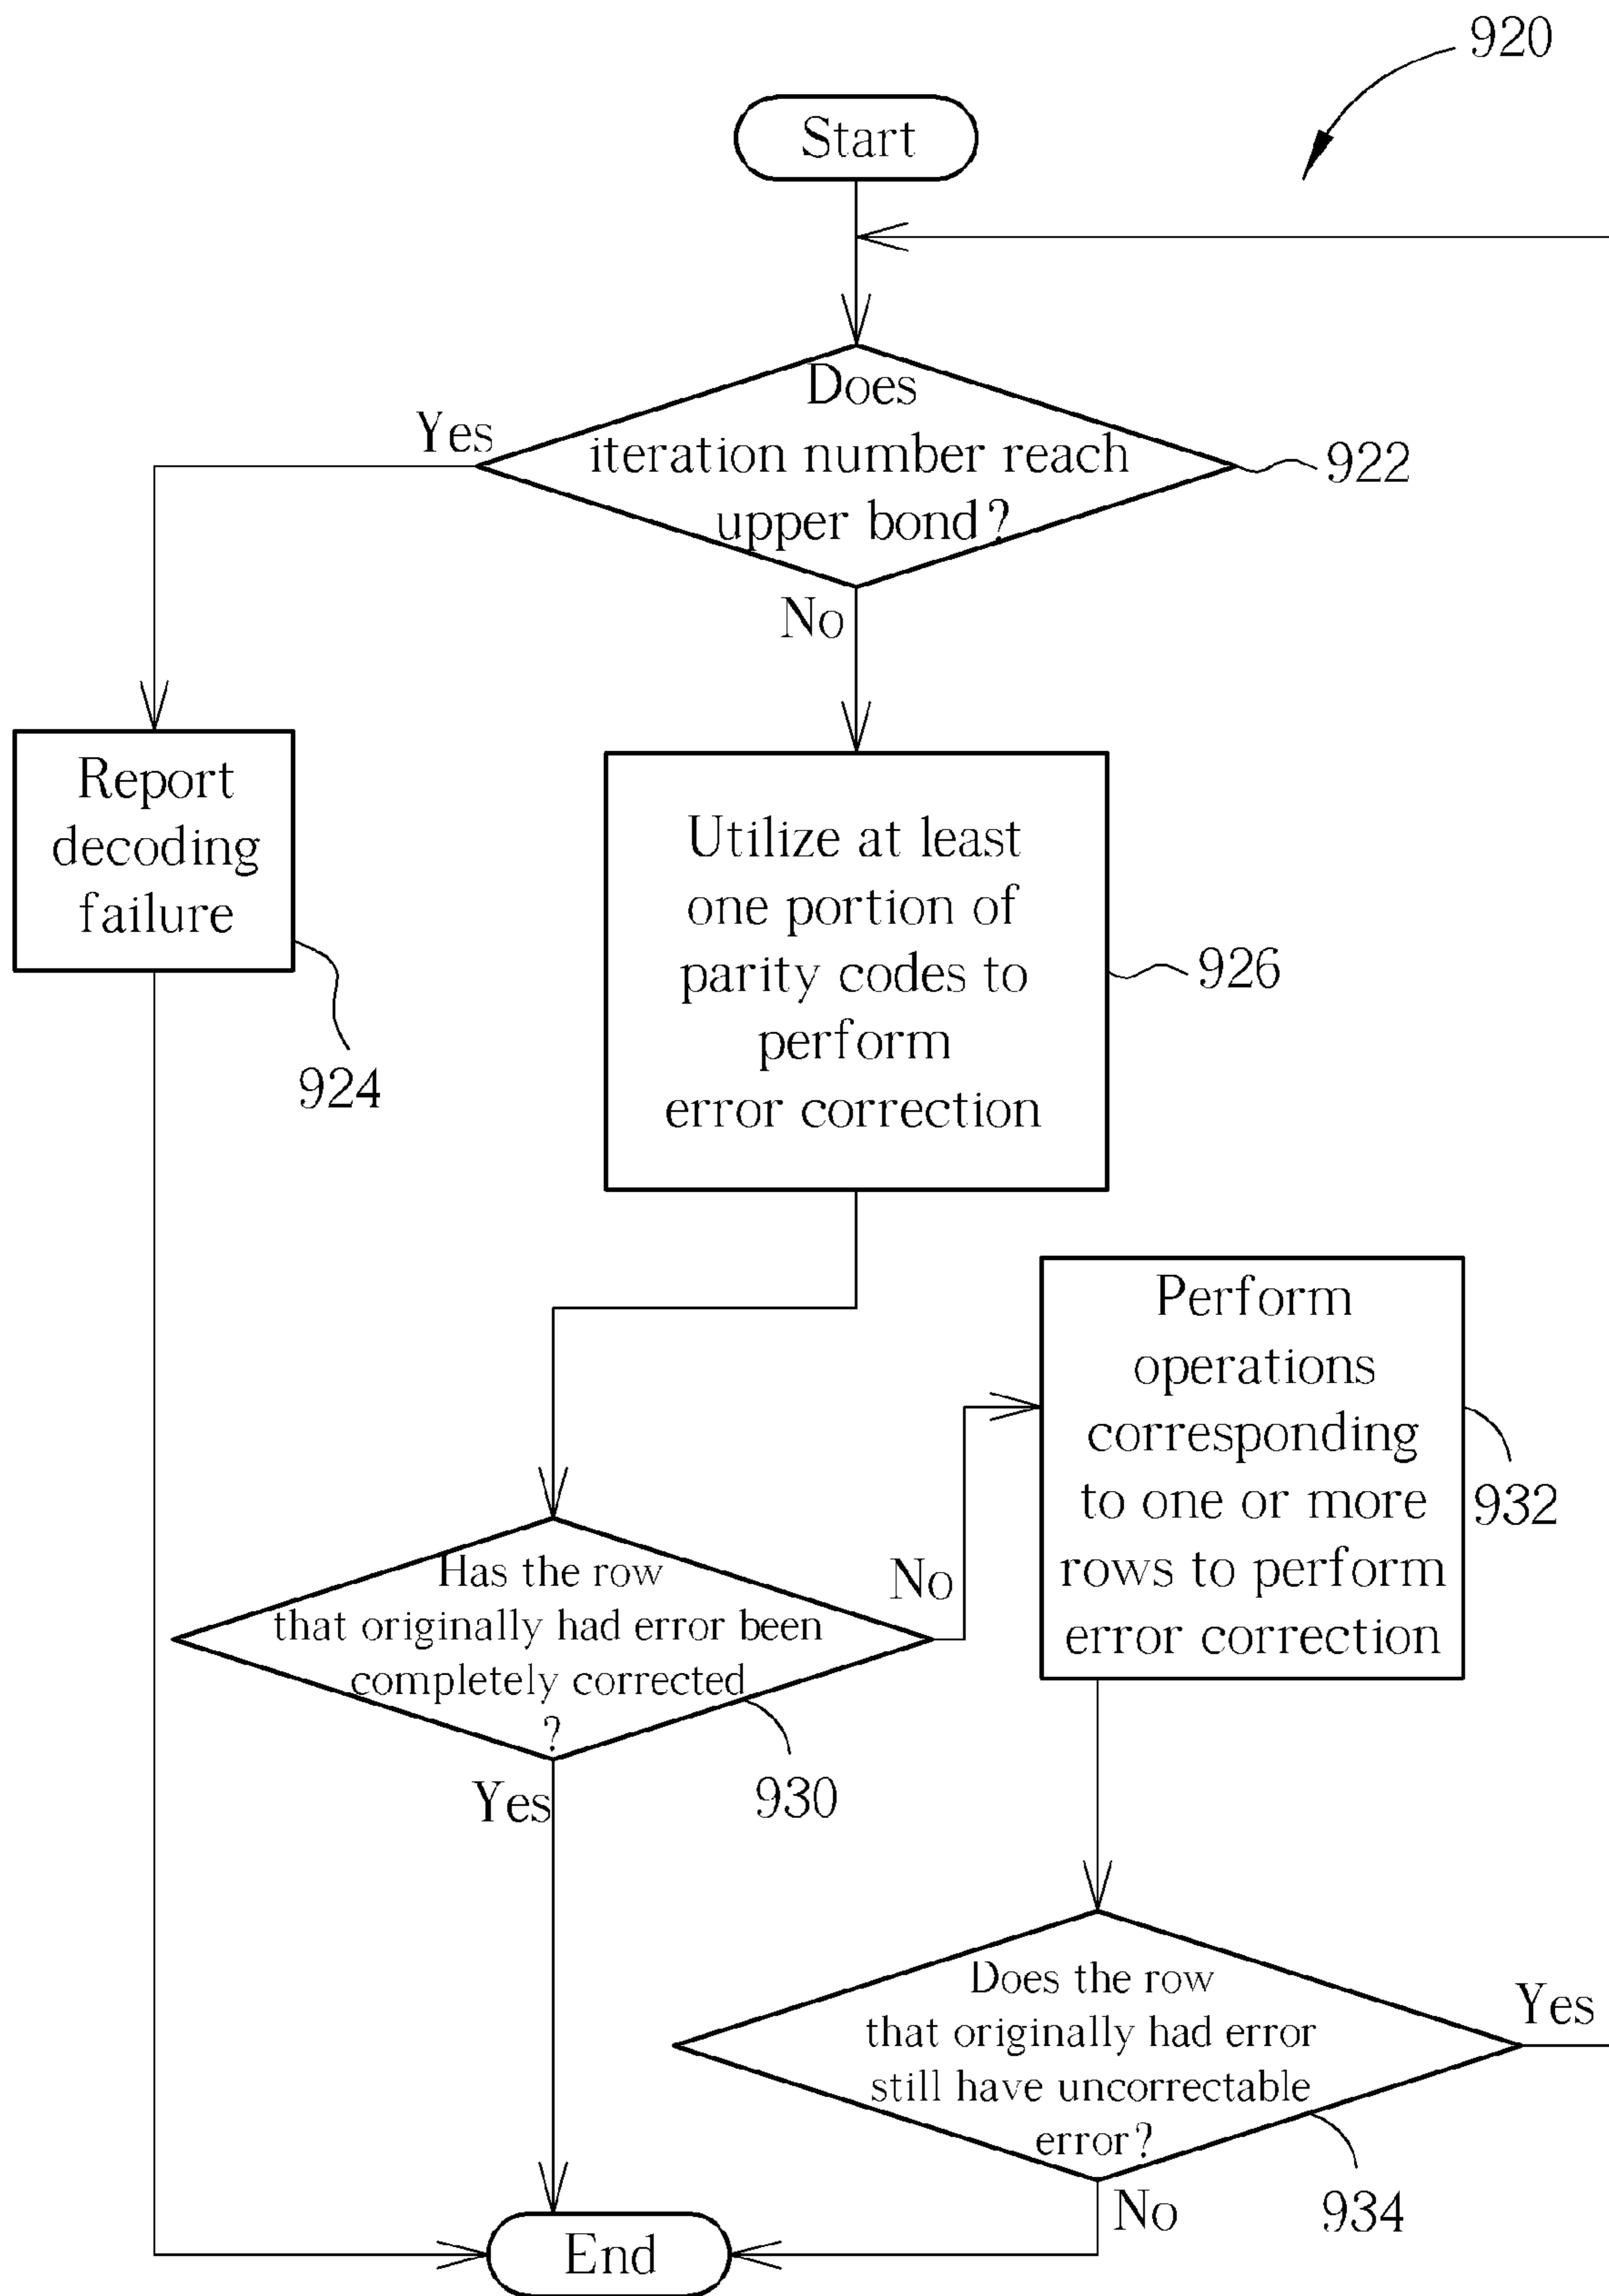 920
Start
Does
iteration number reach
upper bond?
Yes
922
No
Report
decoding
failure
924
Utilize at least
one portion of
parity codes to
perform
error correction
926
Perform
operations
corresponding
to one or more
rows to perform
error correction
932
Has the row
that originally had error been
completely corrected
?
No
Yes
930
Does the row
that originally had error
still have uncorrectable
error?
Yes
No
934
End